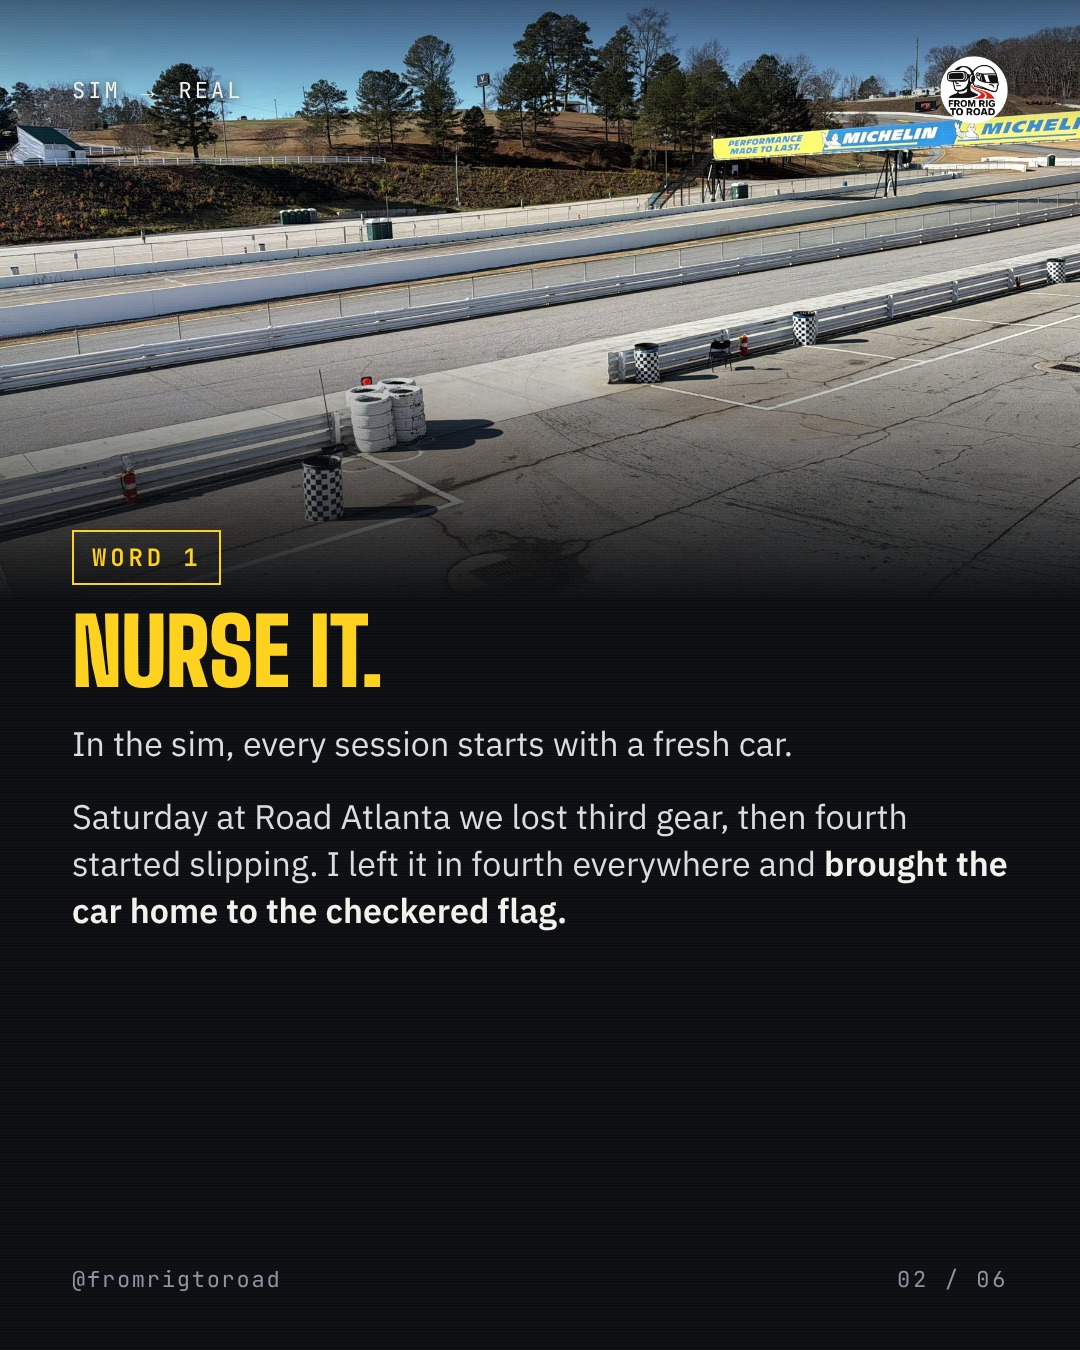 SIM → REAL
FROM RIG
TO ROAD
PERFORMANCE
MADE TO LAST.
MICHELIN
MICHELI
WORD 1
NURSE IT.
In the sim, every session starts with a fresh car.
Saturday at Road Atlanta we lost third gear, then fourth
started slipping. I left it in fourth everywhere and brought the
car home to the checkered flag.
@fromrigtoroad
02 / 06